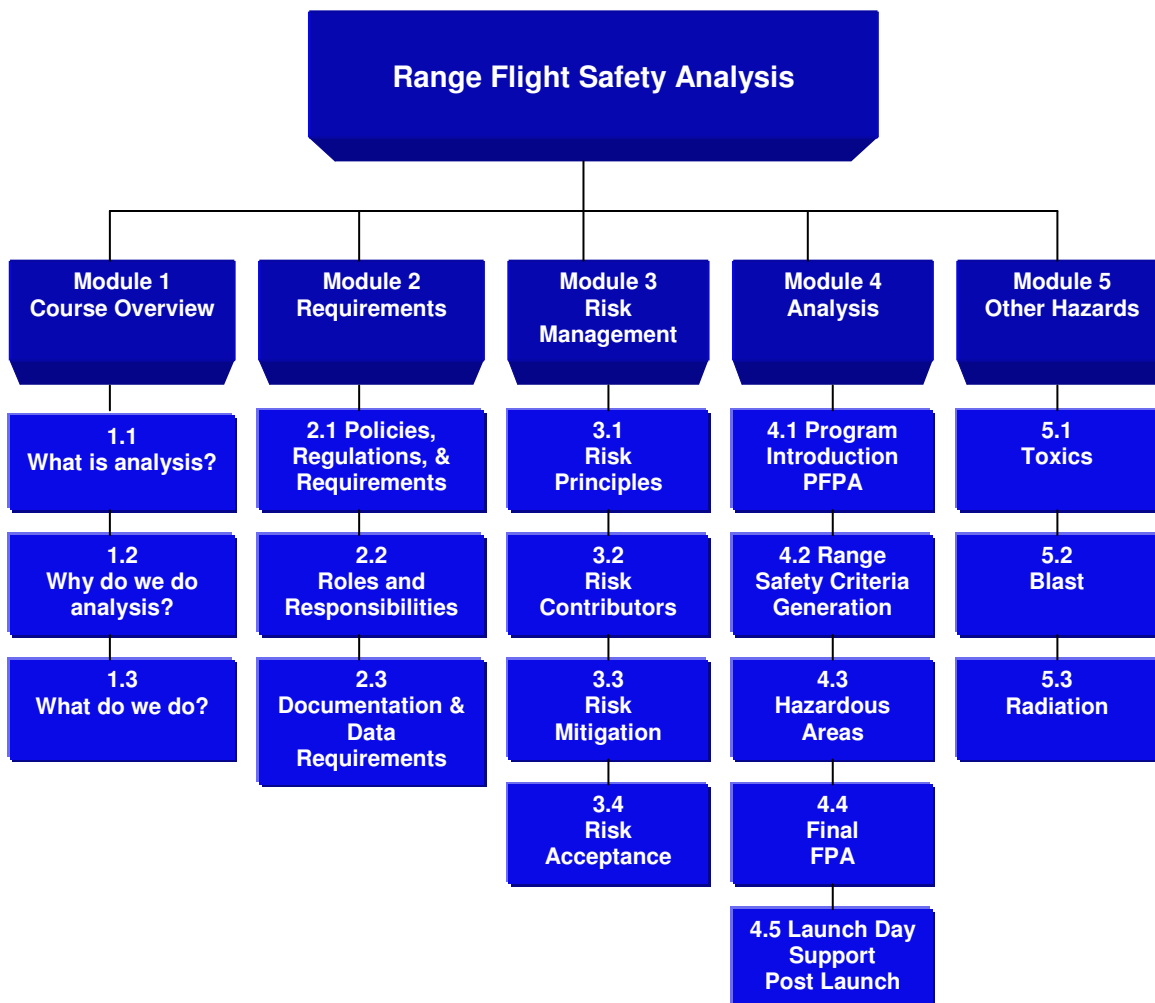 Range Flight Safety Analysis
Module 1
Course Overview
Module 2
Requirements
Module 3
Risk
Management
Module 4
Analysis
Module 5
Other Hazards
1.1
What is analysis?
1.2
Why do we do
analysis?
1.3
What do we do?
2.1 Policies,
Regulations, &
Requirements
2.2
Roles and
Responsibilities
2.3
Documentation &
Data
Requirements
3.1
Risk
Principles
3.2
Risk
Contributors
3.3
Risk
Mitigation
3.4
Risk
Acceptance
4.1 Program
Introduction
PFPA
4.2 Range
Safety Criteria
Generation
4.3
Hazardous
Areas
4.4
Final
FPA
4.5 Launch Day
Support
Post Launch
5.1
Toxics
5.2
Blast
5.3
Radiation